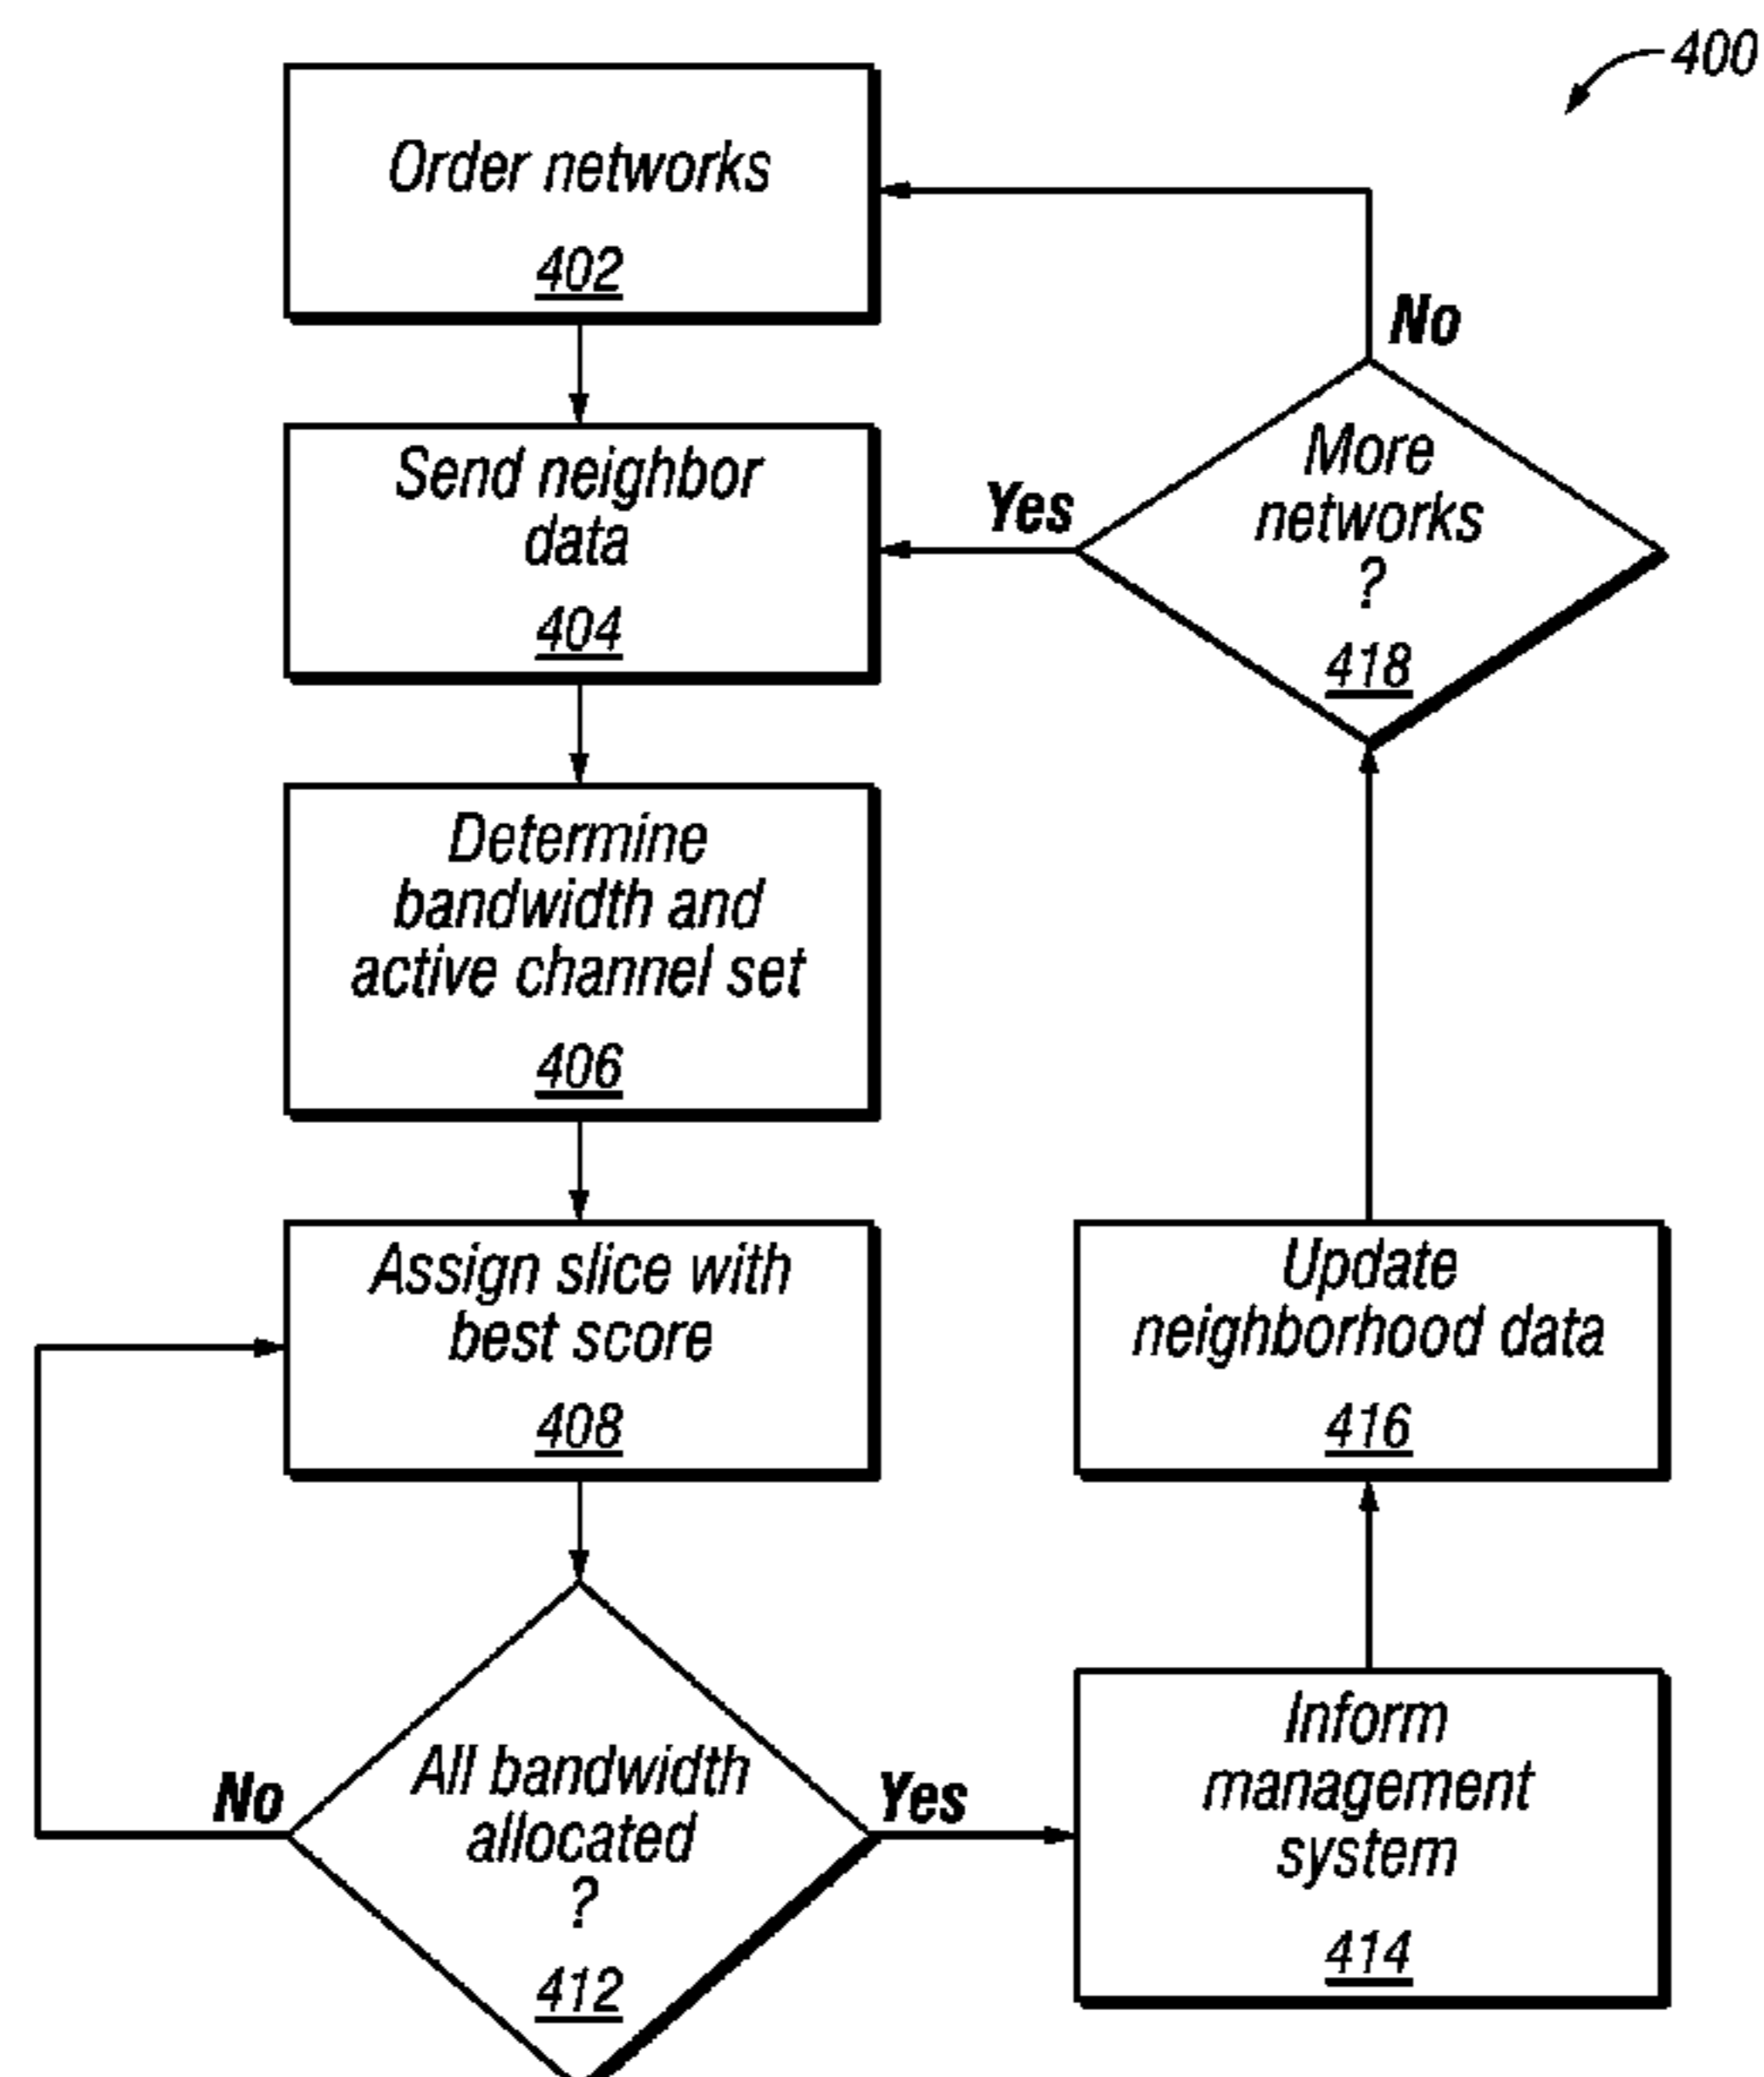 400
Order networks
402
Send neighbor
data
404
Determine
bandwidth and
active channel set
406
Assign slice with
best score
408
All bandwidth
allocated
?
412
No
Yes
Inform
management
system
414
Update
neighborhood data
416
More
networks
?
418
Yes
No